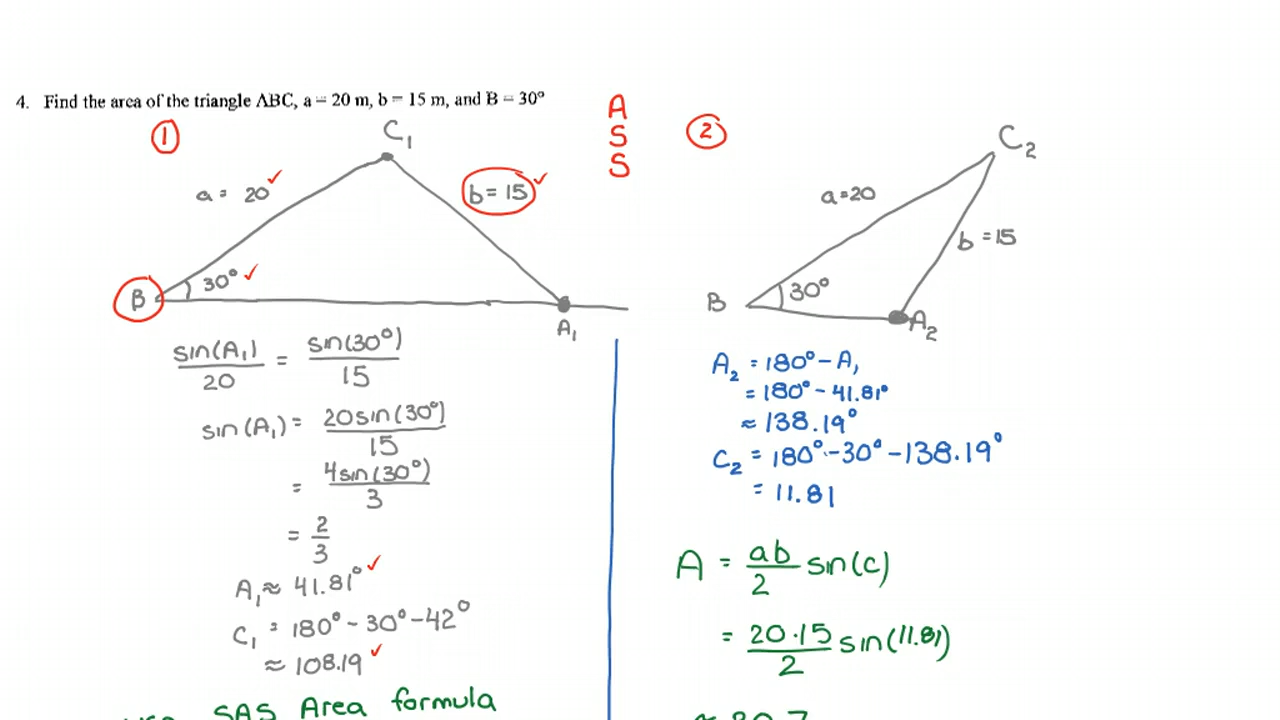 4. Find the area of the triangle ABC, a = 20 m, b = 15 m, and B = 30°
A
S
S
1
C₁
a = 20 ✓
b = 15 ✓
B
30° ✓
A₁
sin(A₁)/20 = sin(30°)/15
sin(A₁) = 20sin(30°)/15
= 4sin(30°)/3
= 2/3
A₁ ≈ 41.81° ✓
C₁ = 180° - 30° - 42°
≈ 108.19 ✓
SAS Area formula
2
C₂
a=20
b = 15
B
30°
A₂
A₂ = 180° - A₁
= 180° - 41.81°
≈ 138.19°
C₂ = 180° - 30° - 138.19°
= 11.81
A = ab/2 sin(C)
= 20·15/2 sin(11.81)